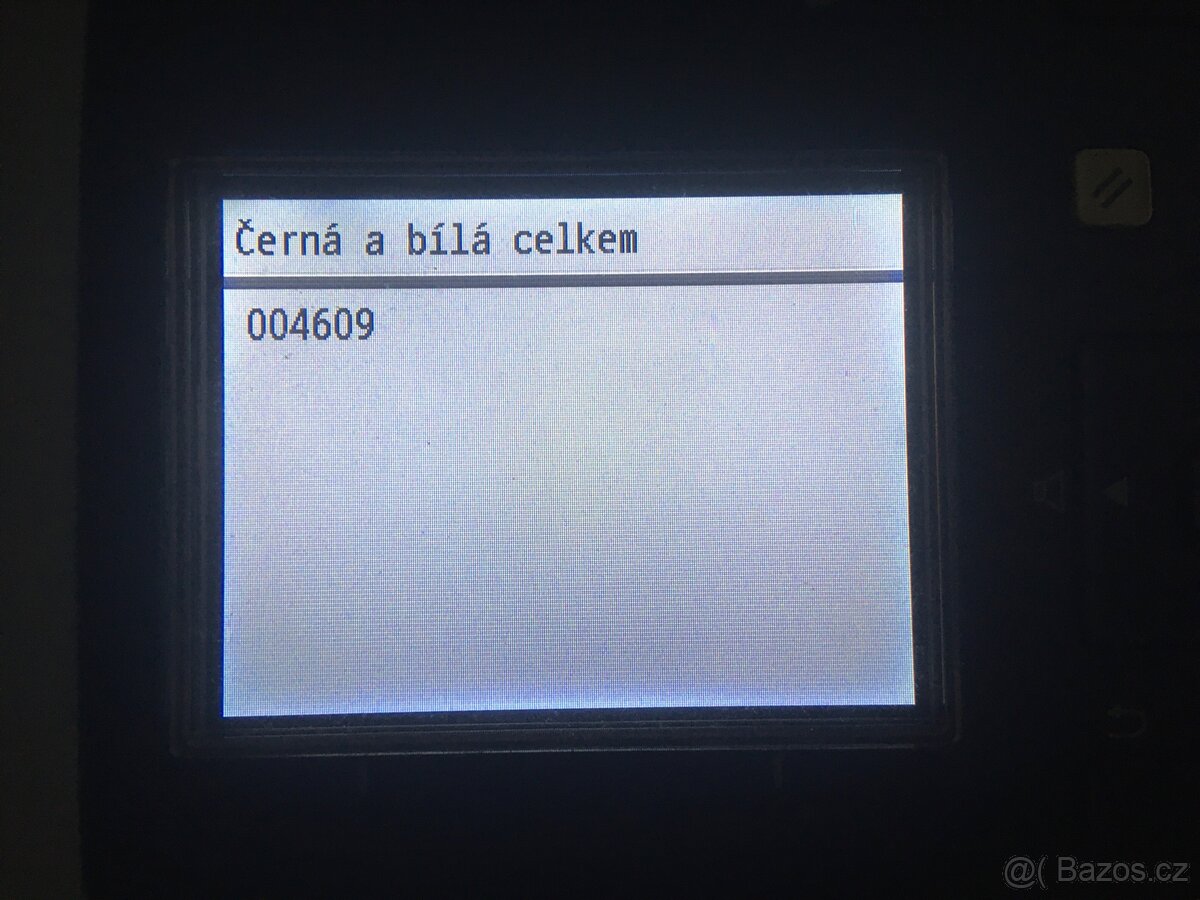 Černá a bílá celkem
004609
@( Bazos.cz